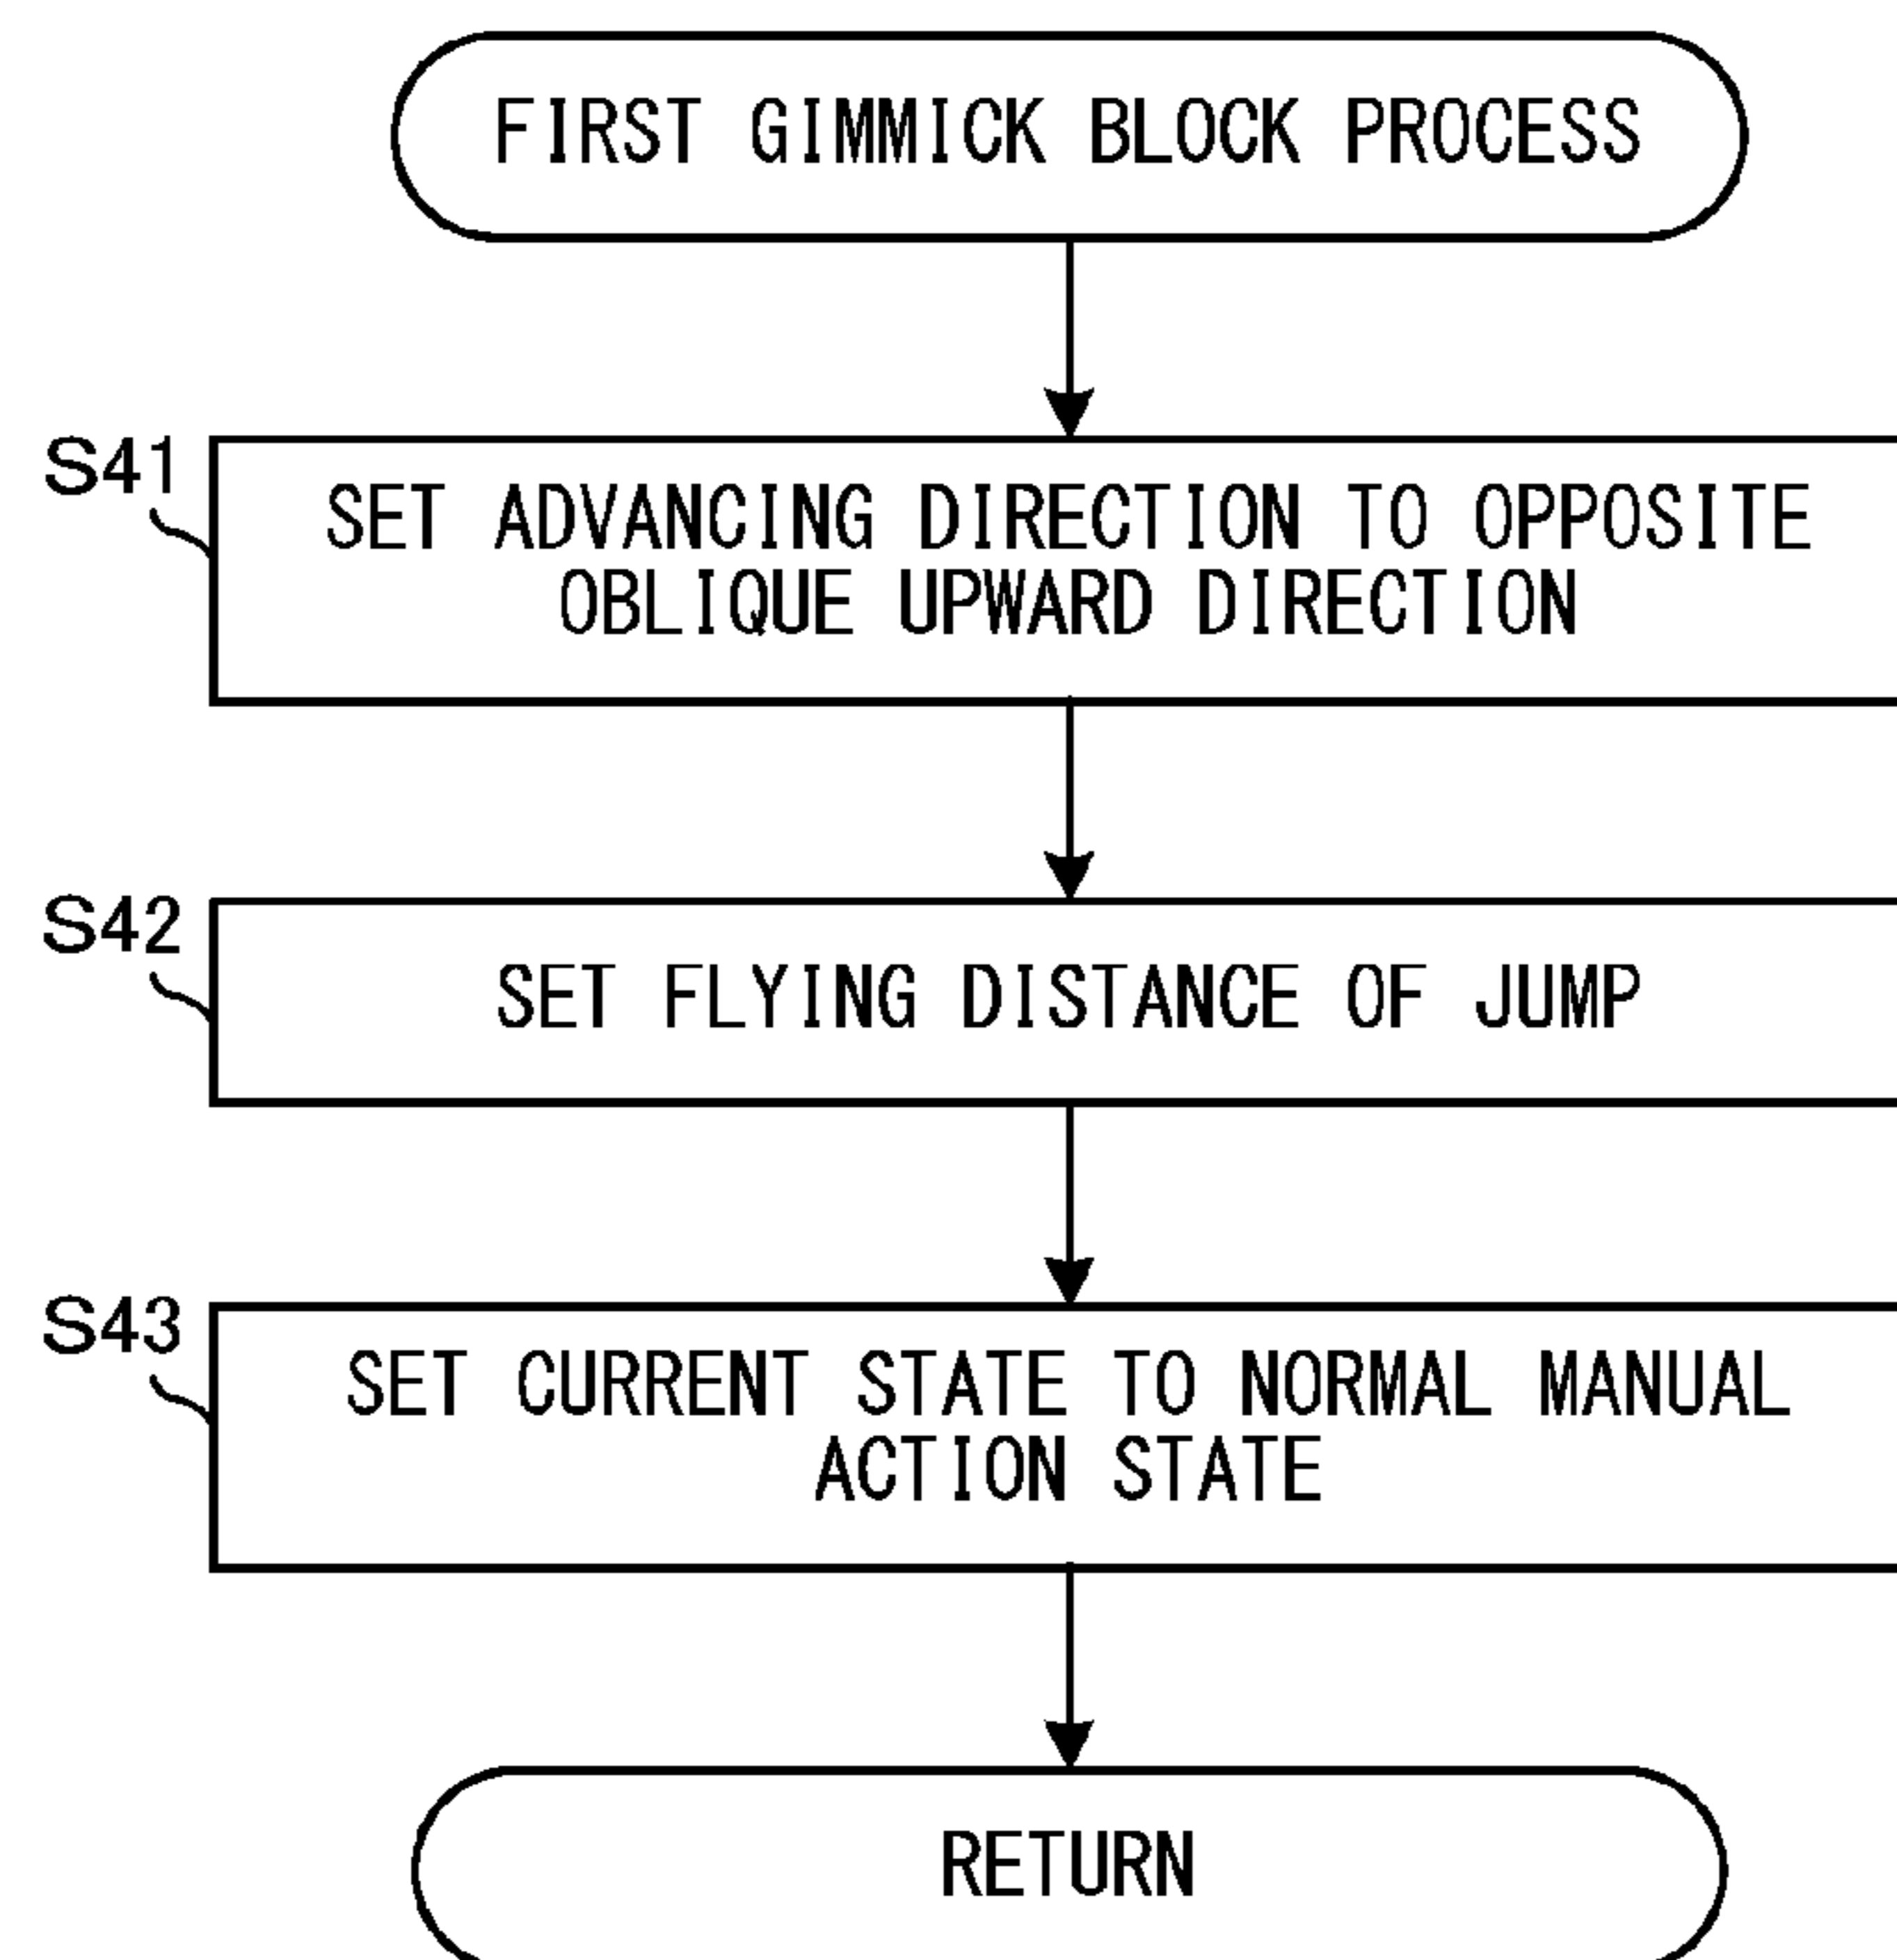 FIRST GIMMICK BLOCK PROCESS
S41
SET ADVANCING DIRECTION TO OPPOSITE
OBLIQUE UPWARD DIRECTION
S42
SET FLYING DISTANCE OF JUMP
S43
SET CURRENT STATE TO NORMAL MANUAL
ACTION STATE
RETURN